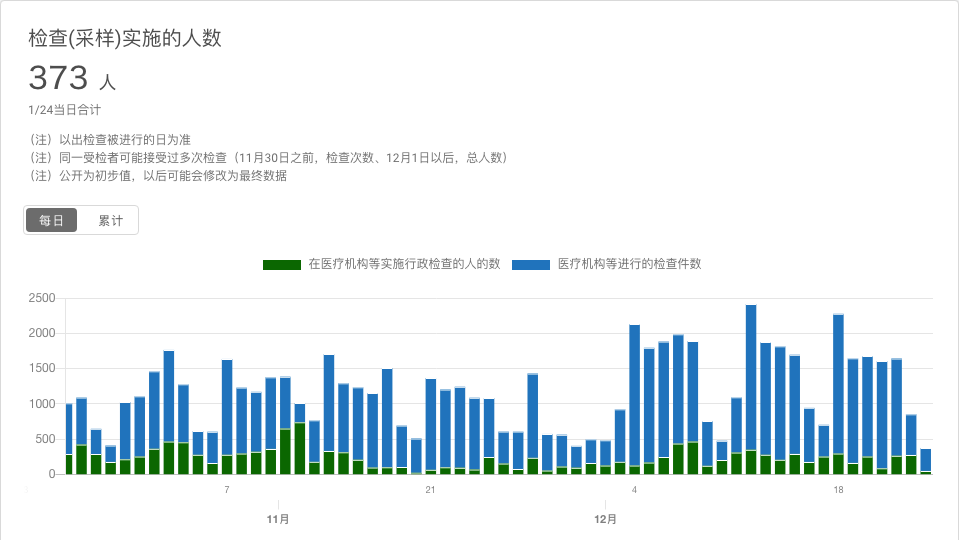 检查(采样)实施的人数
373 人
1/24当日合计
（注）以出检查被进行的日为准
（注）同一受检者可能接受过多次检查（11月30日之前，检查次数、12月1日以后，总人数）
（注）公开为初步值，以后可能会修改为最终数据
每日 累计
在医疗机构等实施行政检查的人的数 医疗机构等进行的检查件数
2500
2000
1500
1000
500
0
7 21 4 18
11月 12月